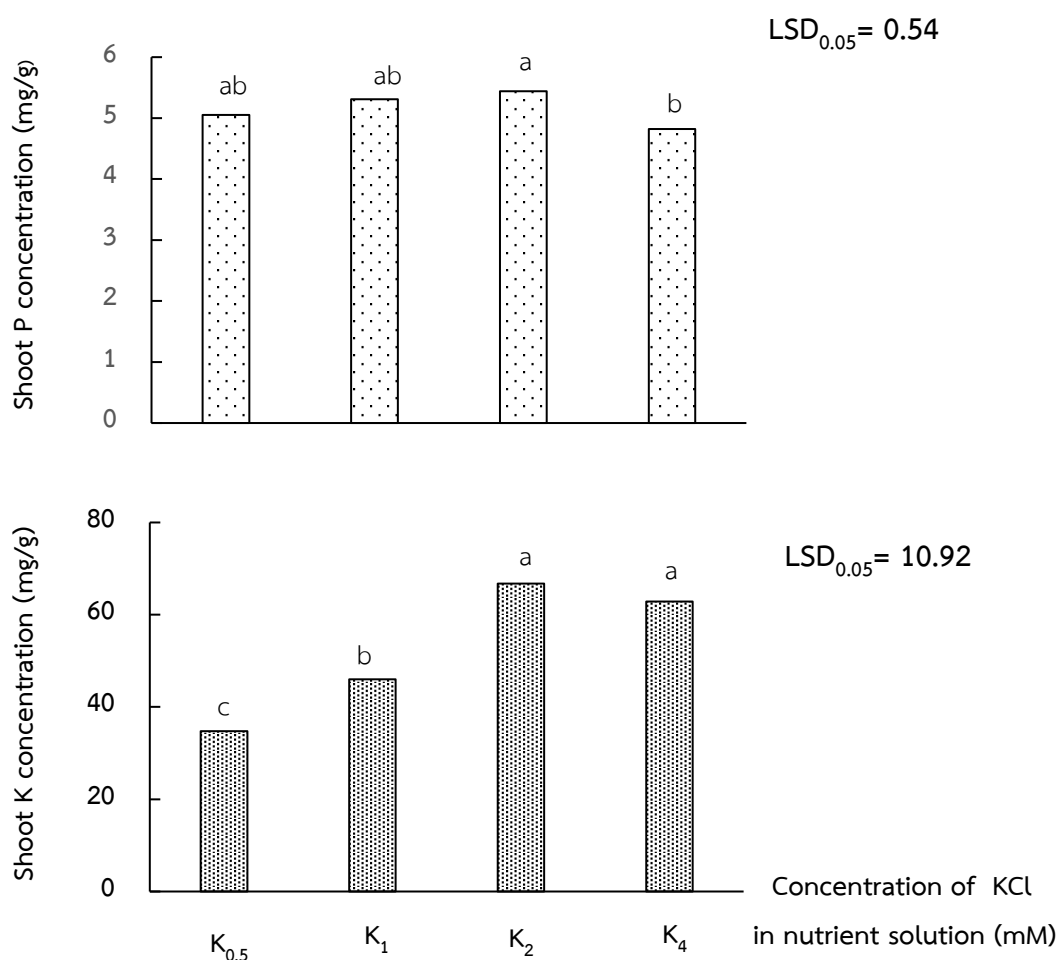 LSD0.05= 0.54
Shoot P concentration (mg/g)
6
5
4
3
2
1
0
ab
ab
a
b
LSD0.05= 10.92
Shoot K concentration (mg/g)
80
60
40
20
0
c
b
a
a
K0.5
K1
K2
K4
Concentration of KCl
in nutrient solution (mM)